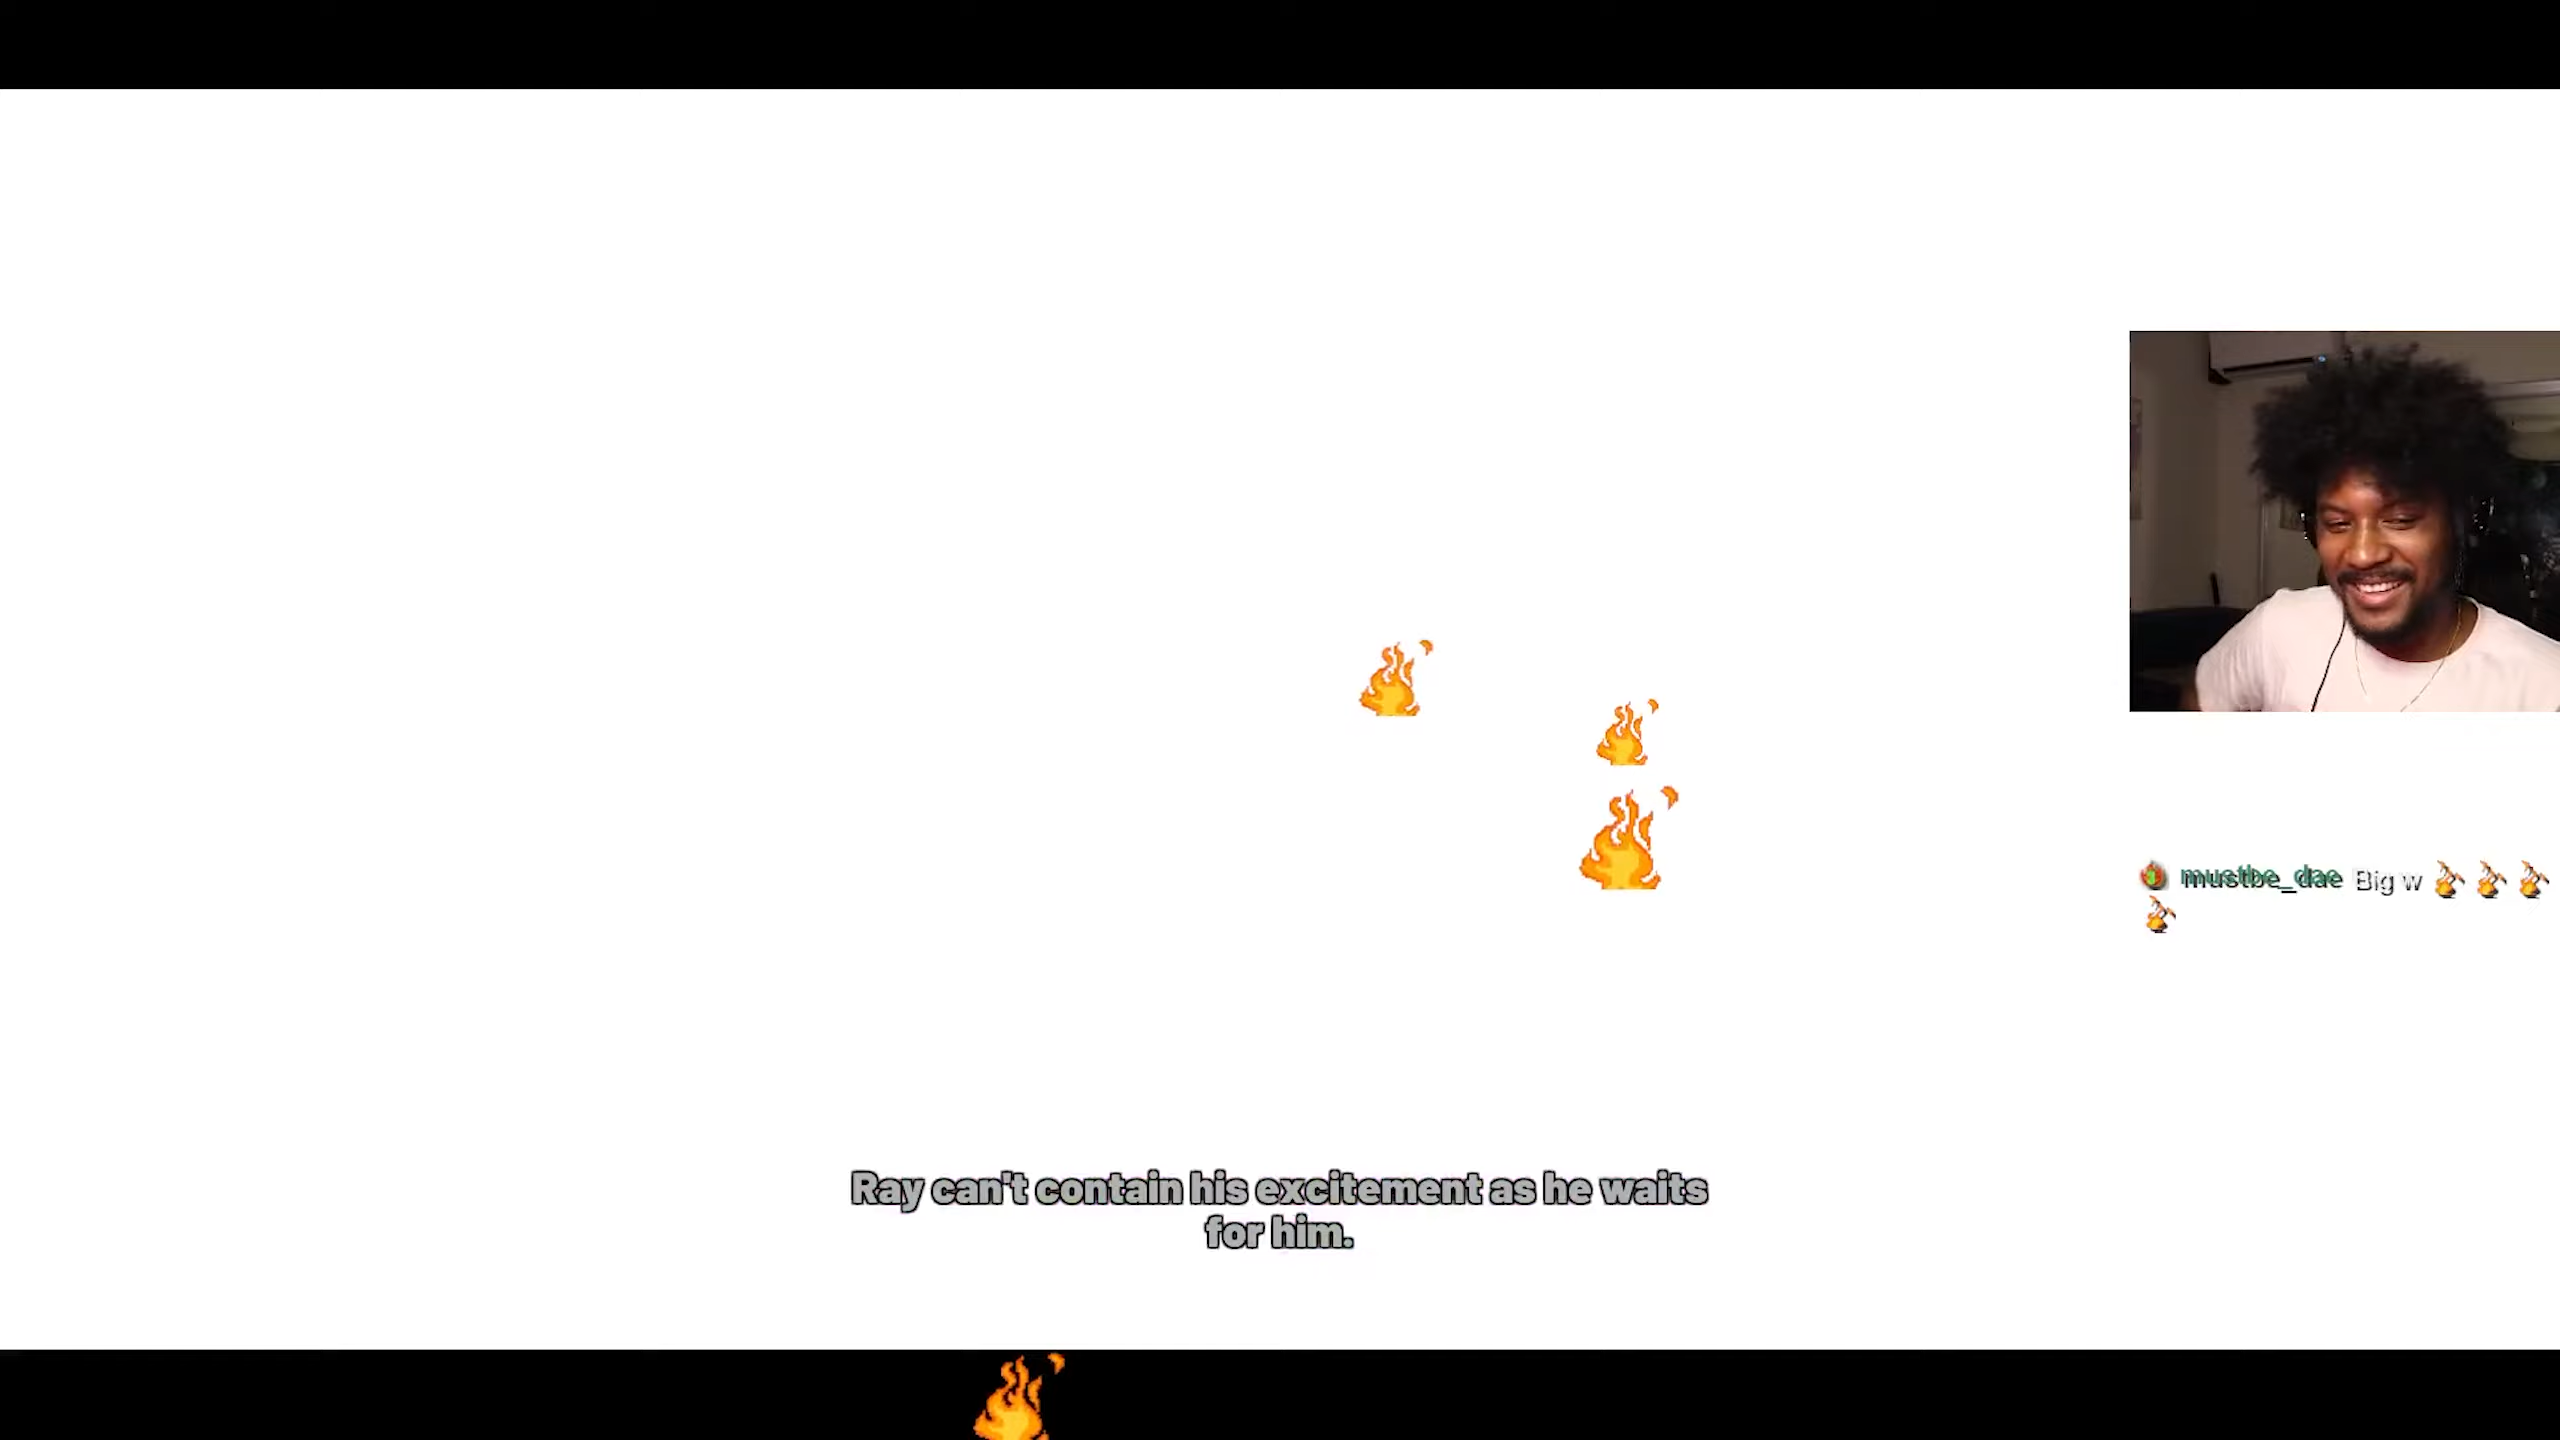 mustbe_dae Big w
Ray can't contain his excitement as he waits
for him.